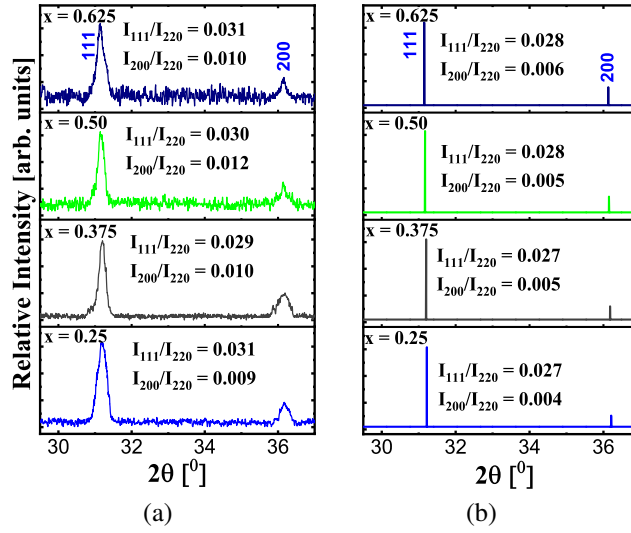 Relative Intensity [arb. units]
x = 0.625
111
I111/I220 = 0.031
I200/I220 = 0.010
200
x = 0.50
I111/I220 = 0.030
I200/I220 = 0.012
x = 0.375
I111/I220 = 0.029
I200/I220 = 0.010
x = 0.25
I111/I220 = 0.031
I200/I220 = 0.009
30 32 34 36
2θ [0]
(a)
x = 0.625
111
I111/I220 = 0.028
I200/I220 = 0.006
200
x = 0.50
I111/I220 = 0.028
I200/I220 = 0.005
x = 0.375
I111/I220 = 0.027
I200/I220 = 0.005
x = 0.25
I111/I220 = 0.027
I200/I220 = 0.004
30 32 34 36
2θ [0]
(b)